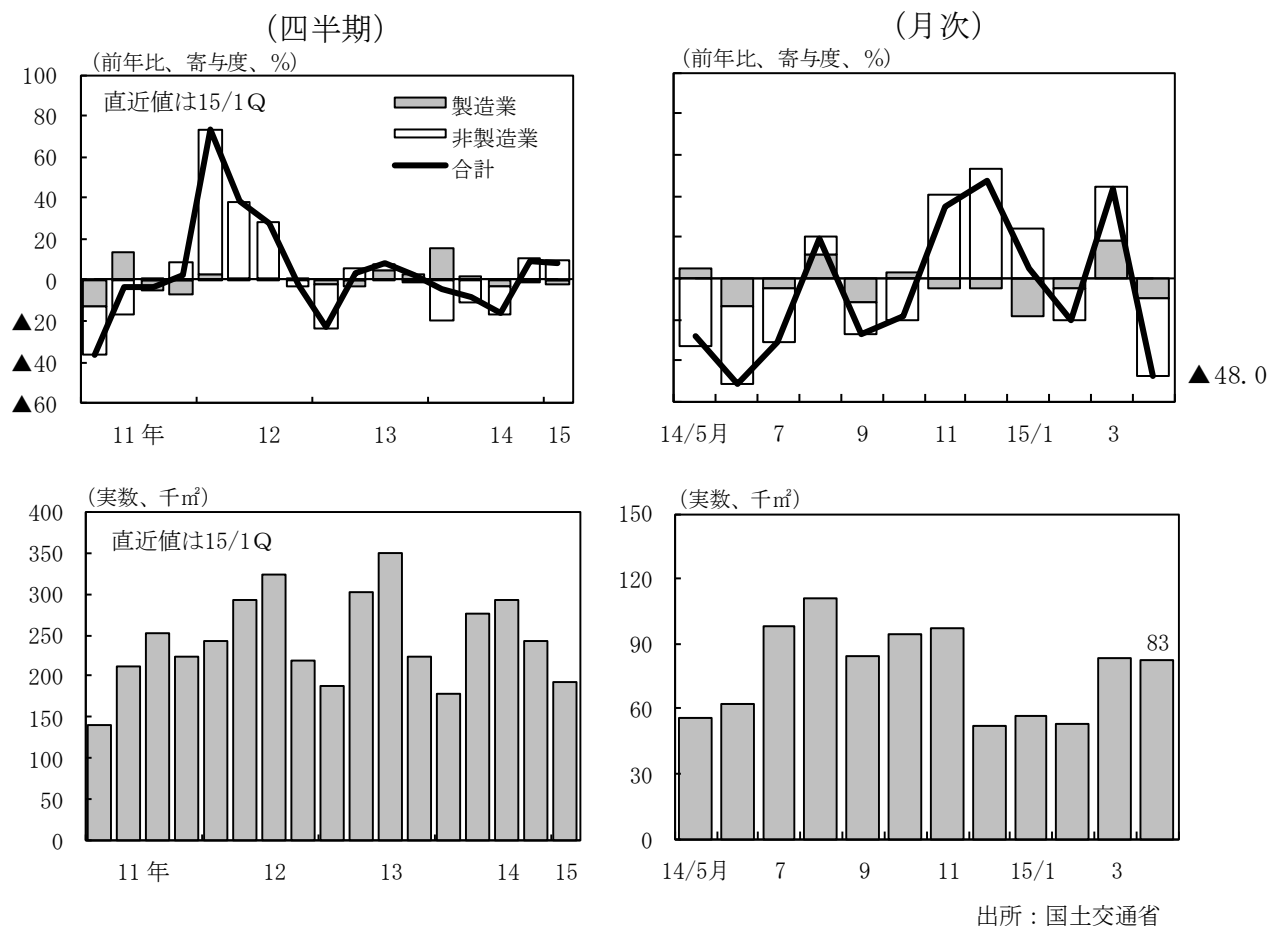 (四半期)
(前年比、寄与度、%)
直近値は15/1Q
製造業
非製造業
合計
100
80
60
40
20
0
▲20
▲40
▲60
11 年 12 13 14 15
(月次)
(前年比、寄与度、%)
▲48.0
14/5月 7 9 11 15/1 3
(実数、千㎡)
直近値は15/1Q
400
350
300
250
200
150
100
50
0
11 年 12 13 14 15
(実数、千㎡)
150
120
90
60
30
0
83
14/5月 7 9 11 15/1 3
出所：国土交通省